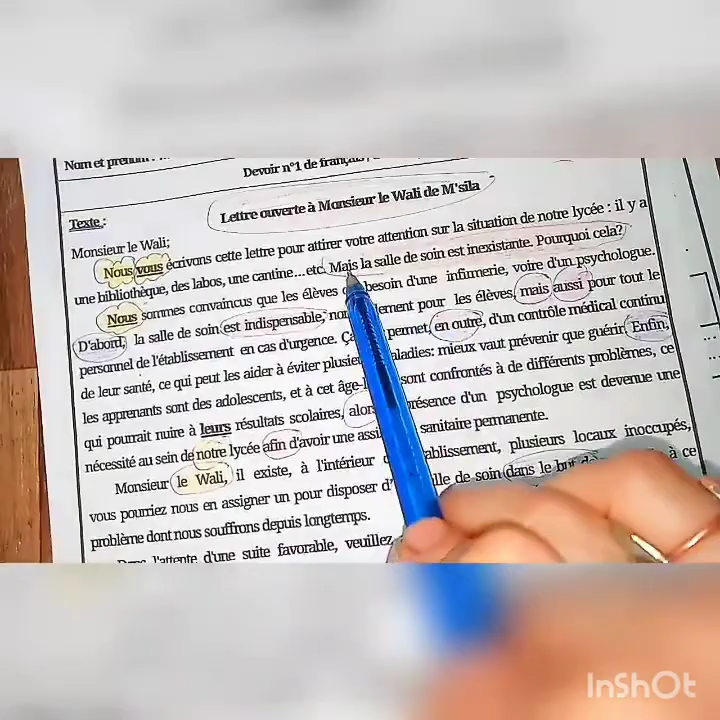 Nom et prénom :
Devoir n°1 de français
Lettre ouverte à Monsieur le Wali de M'sila
Texte :
Monsieur le Wali;
Nous vous écrivons cette lettre pour attirer votre attention sur la situation de notre lycée : il y a
une bibliothèque, des labos, une cantine…etc. Mais la salle de soin est inexistante. Pourquoi cela?
Nous sommes convaincus que les élèves besoin d'une infirmerie, voire d'un psychologue.
D'abord, la salle de soin est indispensable, pour les élèves, mais aussi pour tout le
personnel de l'établissement en cas d'urgence. permet, en outre, d'un contrôle médical continu
de leur santé, ce qui peut les aider à éviter maladies: mieux vaut prévenir que guérir. Enfin,
les apprenants sont des adolescents, et à cet âge- sont confrontés à de différents problèmes, ce
qui pourrait nuire à leurs résultats scolaires, présence d'un psychologue est devenue une
nécessité au sein de notre lycée afin d'avoir une sanitaire permanente.
Monsieur le Wali, il existe, à l'intérieur plusieurs locaux inoccupés,
vous pourriez nous en assigner un pour disposer de soin dans le but à ce
problème dont nous souffrons depuis longtemps.
l'attente d'une suite favorable, veuillez
InShOt